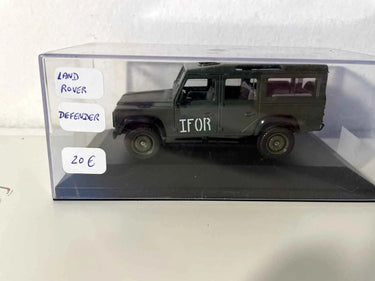 LAND
ROVER
DEFENDER
20 €
IFOR